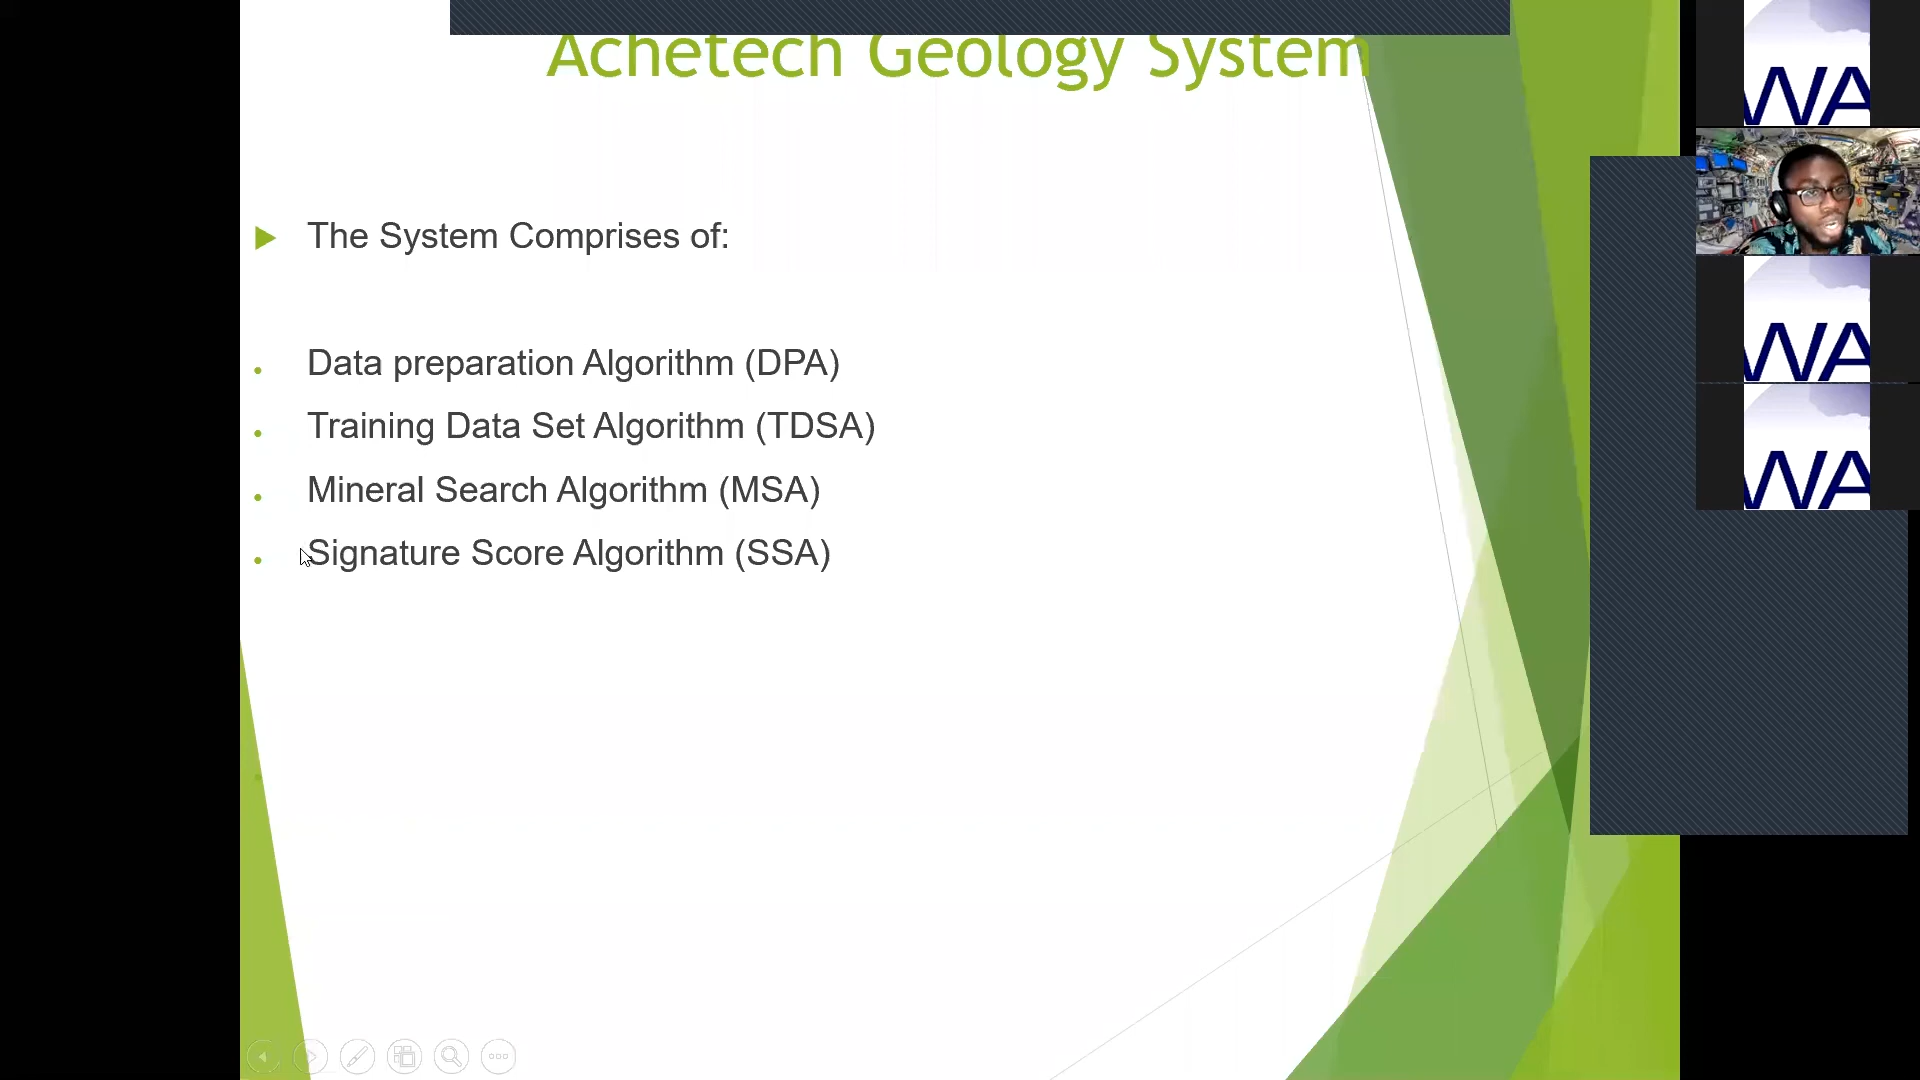 Achetech Geology System
The System Comprises of:
Data preparation Algorithm (DPA)
Training Data Set Algorithm (TDSA)
Mineral Search Algorithm (MSA)
Signature Score Algorithm (SSA)
WA
WA
WA